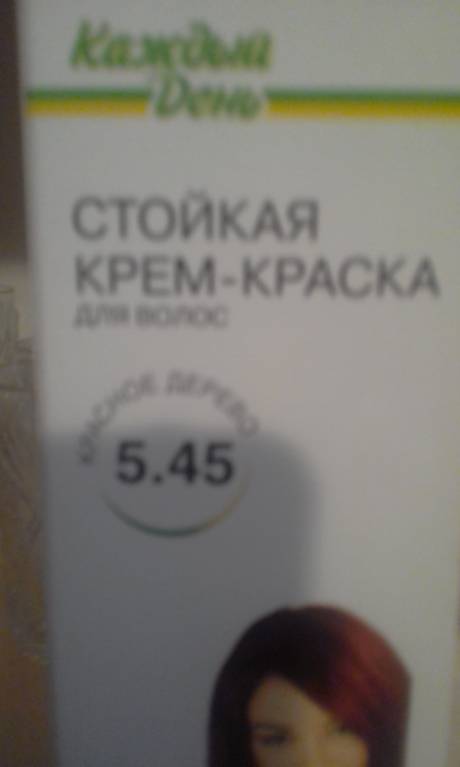 Каждый
День
СТОЙКАЯ
КРЕМ-КРАСКА
ДЛЯ ВОЛОС
КРАСНОЕ ДЕРЕВО
5.45